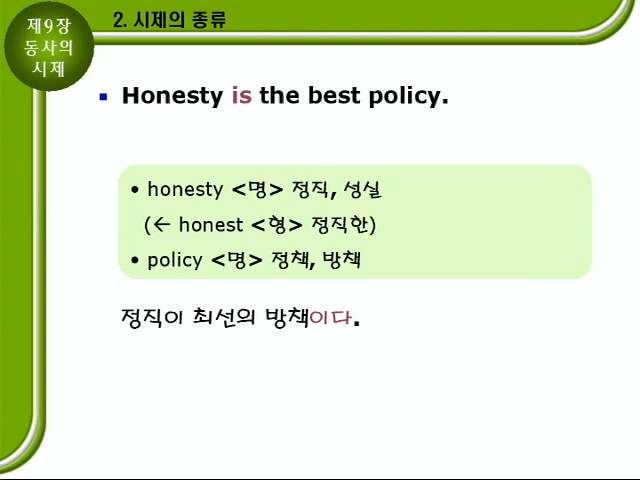 제9장
동사의
시제
2. 시제의 종류
▪ Honesty is the best policy.
• honesty <명> 정직, 성실
(← honest <형> 정직한)
• policy <명> 정책, 방책
정직이 최선의 방책이다.